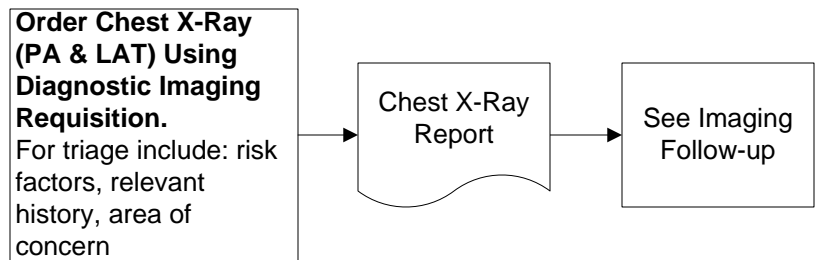 Order Chest X-Ray
(PA & LAT) Using
Diagnostic Imaging
Requisition.
For triage include: risk
factors, relevant
history, area of
concern
Chest X-Ray
Report
See Imaging
Follow-up